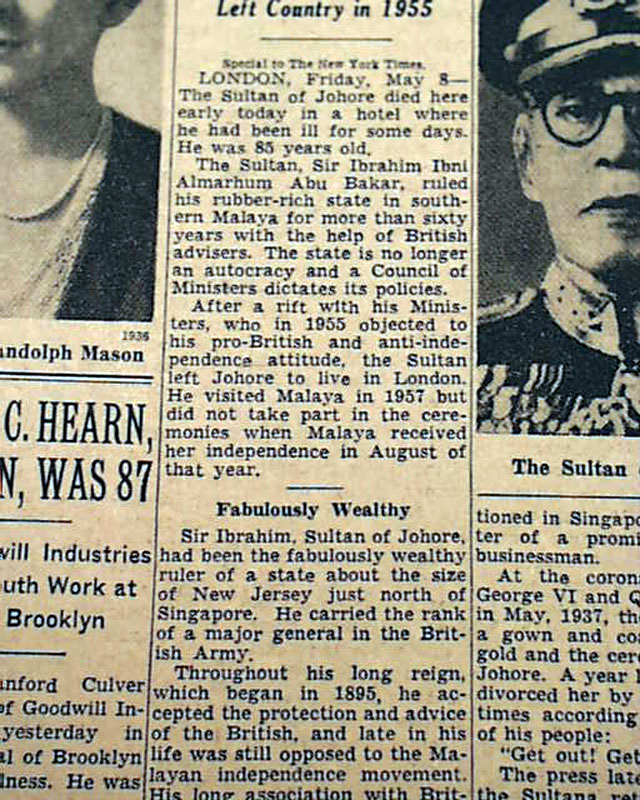 1936
andolph Mason
C. HEARN,
N, WAS 87
will Industries
outh Work at
Brooklyn
anford Culver
of Goodwill In-
yesterday in
al of Brooklyn
llness. He was
Left Country in 1955
Special to The New York Times.
LONDON, Friday, May 8—
The Sultan of Johore died here
early today in a hotel where
he had been ill for some days.
He was 85 years old.
The Sultan, Sir Ibrahim Ibni
Almarhum Abu Bakar, ruled
his rubber-rich state in south-
ern Malaya for more than sixty
years with the help of British
advisers. The state is no longer
an autocracy and a Council of
Ministers dictates its policies.
After a rift with his Minis-
ters, who in 1955 objected to
his pro-British and anti-inde-
pendence attitude, the Sultan
left Johore to live in London.
He visited Malaya in 1957 but
did not take part in the cere-
monies when Malaya received
her independence in August of
that year.
Fabulously Wealthy
Sir Ibrahim, Sultan of Johore,
had been the fabulously wealthy
ruler of a state about the size
of New Jersey just north of
Singapore. He carried the rank
of a major general in the Brit-
ish Army.
Throughout his long reign,
which began in 1895, he ac-
cepted the protection and advice
of the British, and late in his
life was still opposed to the Ma-
layan independence movement.
His long association with Brit-
The Sultan
tioned in Singapo
ter of a promi
businessman.
At the coron
George VI and Q
in May, 1937, the
a gown and co
gold and the cere
Johore. A year l
divorced her by
times according
of his people:
"Get out! Get
The press late
the Sultana ret